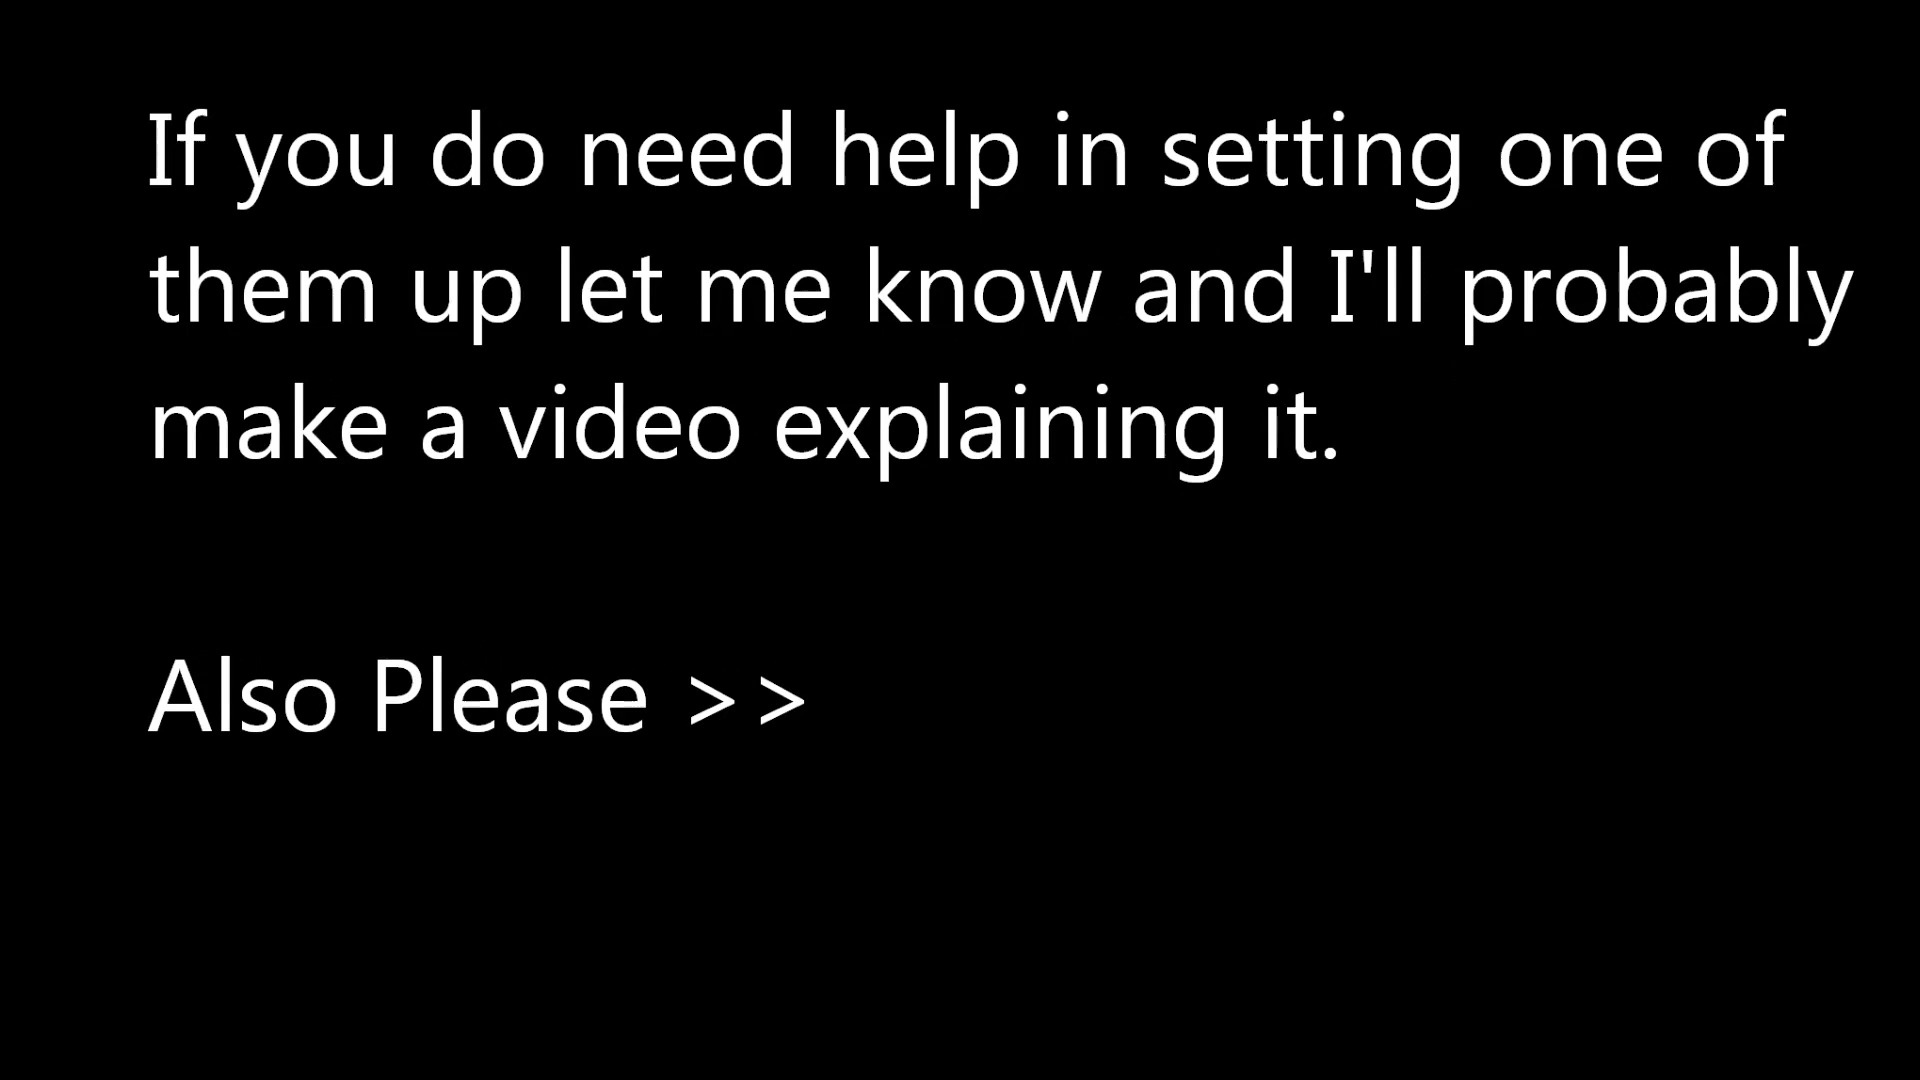 If you do need help in setting one of
them up let me know and I'll probably
make a video explaining it.
Also Please >>